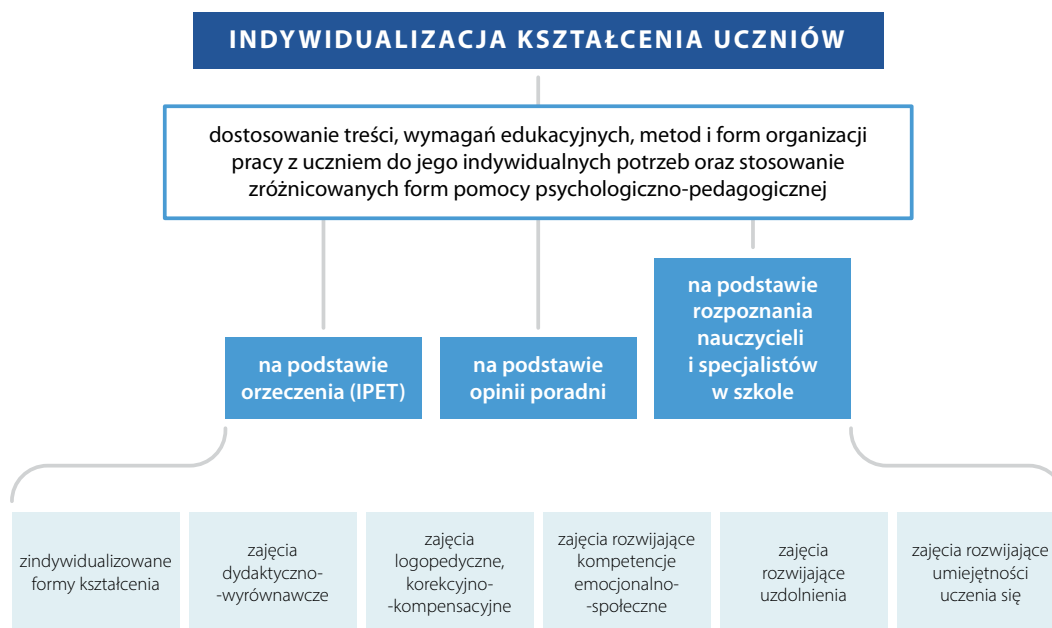 INDYWIDUALIZACJA KSZTAŁCENIA UCZNIÓW
dostosowanie treści, wymagań edukacyjnych, metod i form organizacji
pracy z uczniem do jego indywidualnych potrzeb oraz stosowanie
zróżnicowanych form pomocy psychologiczno-pedagogicznej
na podstawie
orzeczenia (IPET)
na podstawie
opinii poradni
na podstawie
rozpoznania
nauczycieli
i specjalistów
w szkole
zindywidualizowane
formy kształcenia
zajęcia
dydaktyczno-
-wyrównawcze
zajęcia
logopedyczne,
korekcyjno-
-kompensacyjne
zajęcia rozwijające
kompetencje
emocjonalno-
-społeczne
zajęcia
rozwijające
uzdolnienia
zajęcia rozwijające
umiejętności
uczenia się